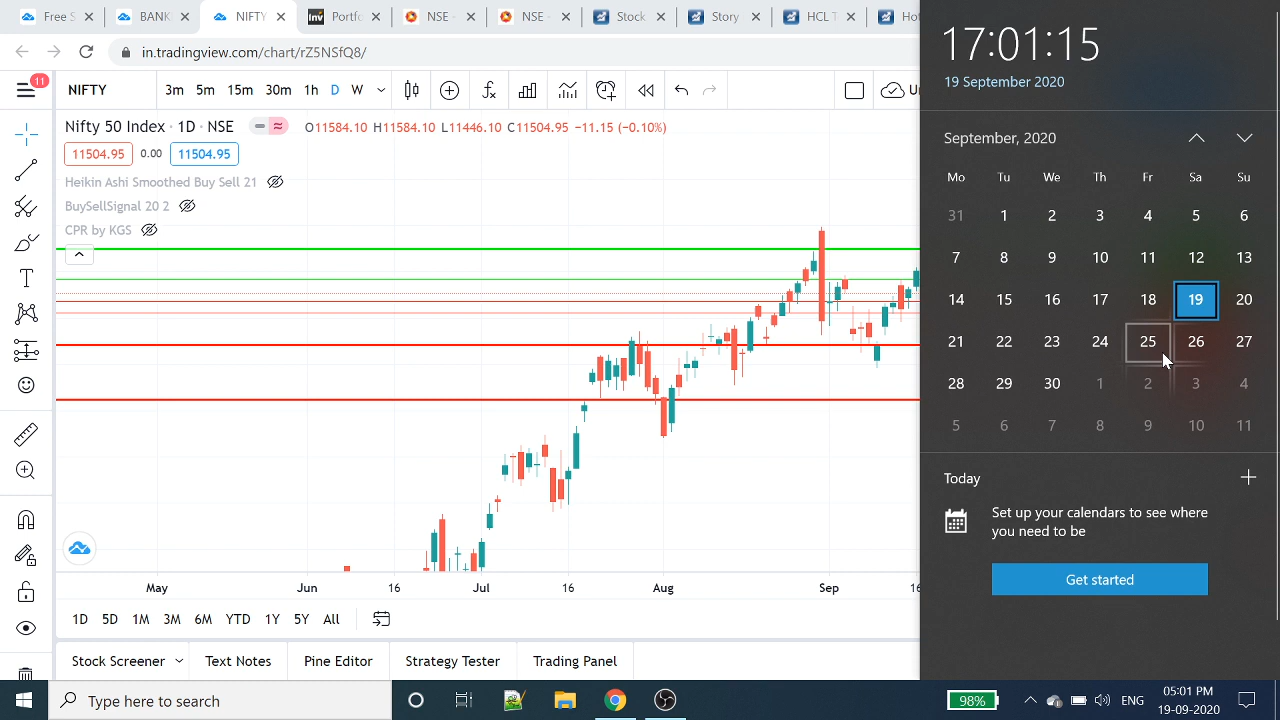 Free S
BANK
NIFTY
Inv
Portfo
NSE -
NSE -
Stock
Story
HCL T
Hot
in.tradingview.com/chart/rZ5NSfQ8/
11
NIFTY 3m 5m 15m 30m 1h D W
Nifty 50 Index · 1D · NSE O11584.10 H11584.10 L11446.10 C11504.95 −11.15 (−0.10%)
11504.95 0.00 11504.95
Heikin Ashi Smoothed Buy Sell 21
BuySellSignal 20 2
CPR by KGS
May Jun 16 Jul 16 Aug Sep 16
1D 5D 1M 3M 6M YTD 1Y 5Y All
Stock Screener Text Notes Pine Editor Strategy Tester Trading Panel
17:01:15
19 September 2020
September, 2020
Mo Tu We Th Fr Sa Su
31 1 2 3 4 5 6
7 8 9 10 11 12 13
14 15 16 17 18 19 20
21 22 23 24 25 26 27
28 29 30 1 2 3 4
5 6 7 8 9 10 11
Today
Set up your calendars to see where
you need to be
Get started
Type here to search
98%
ENG
05:01 PM
19-09-2020